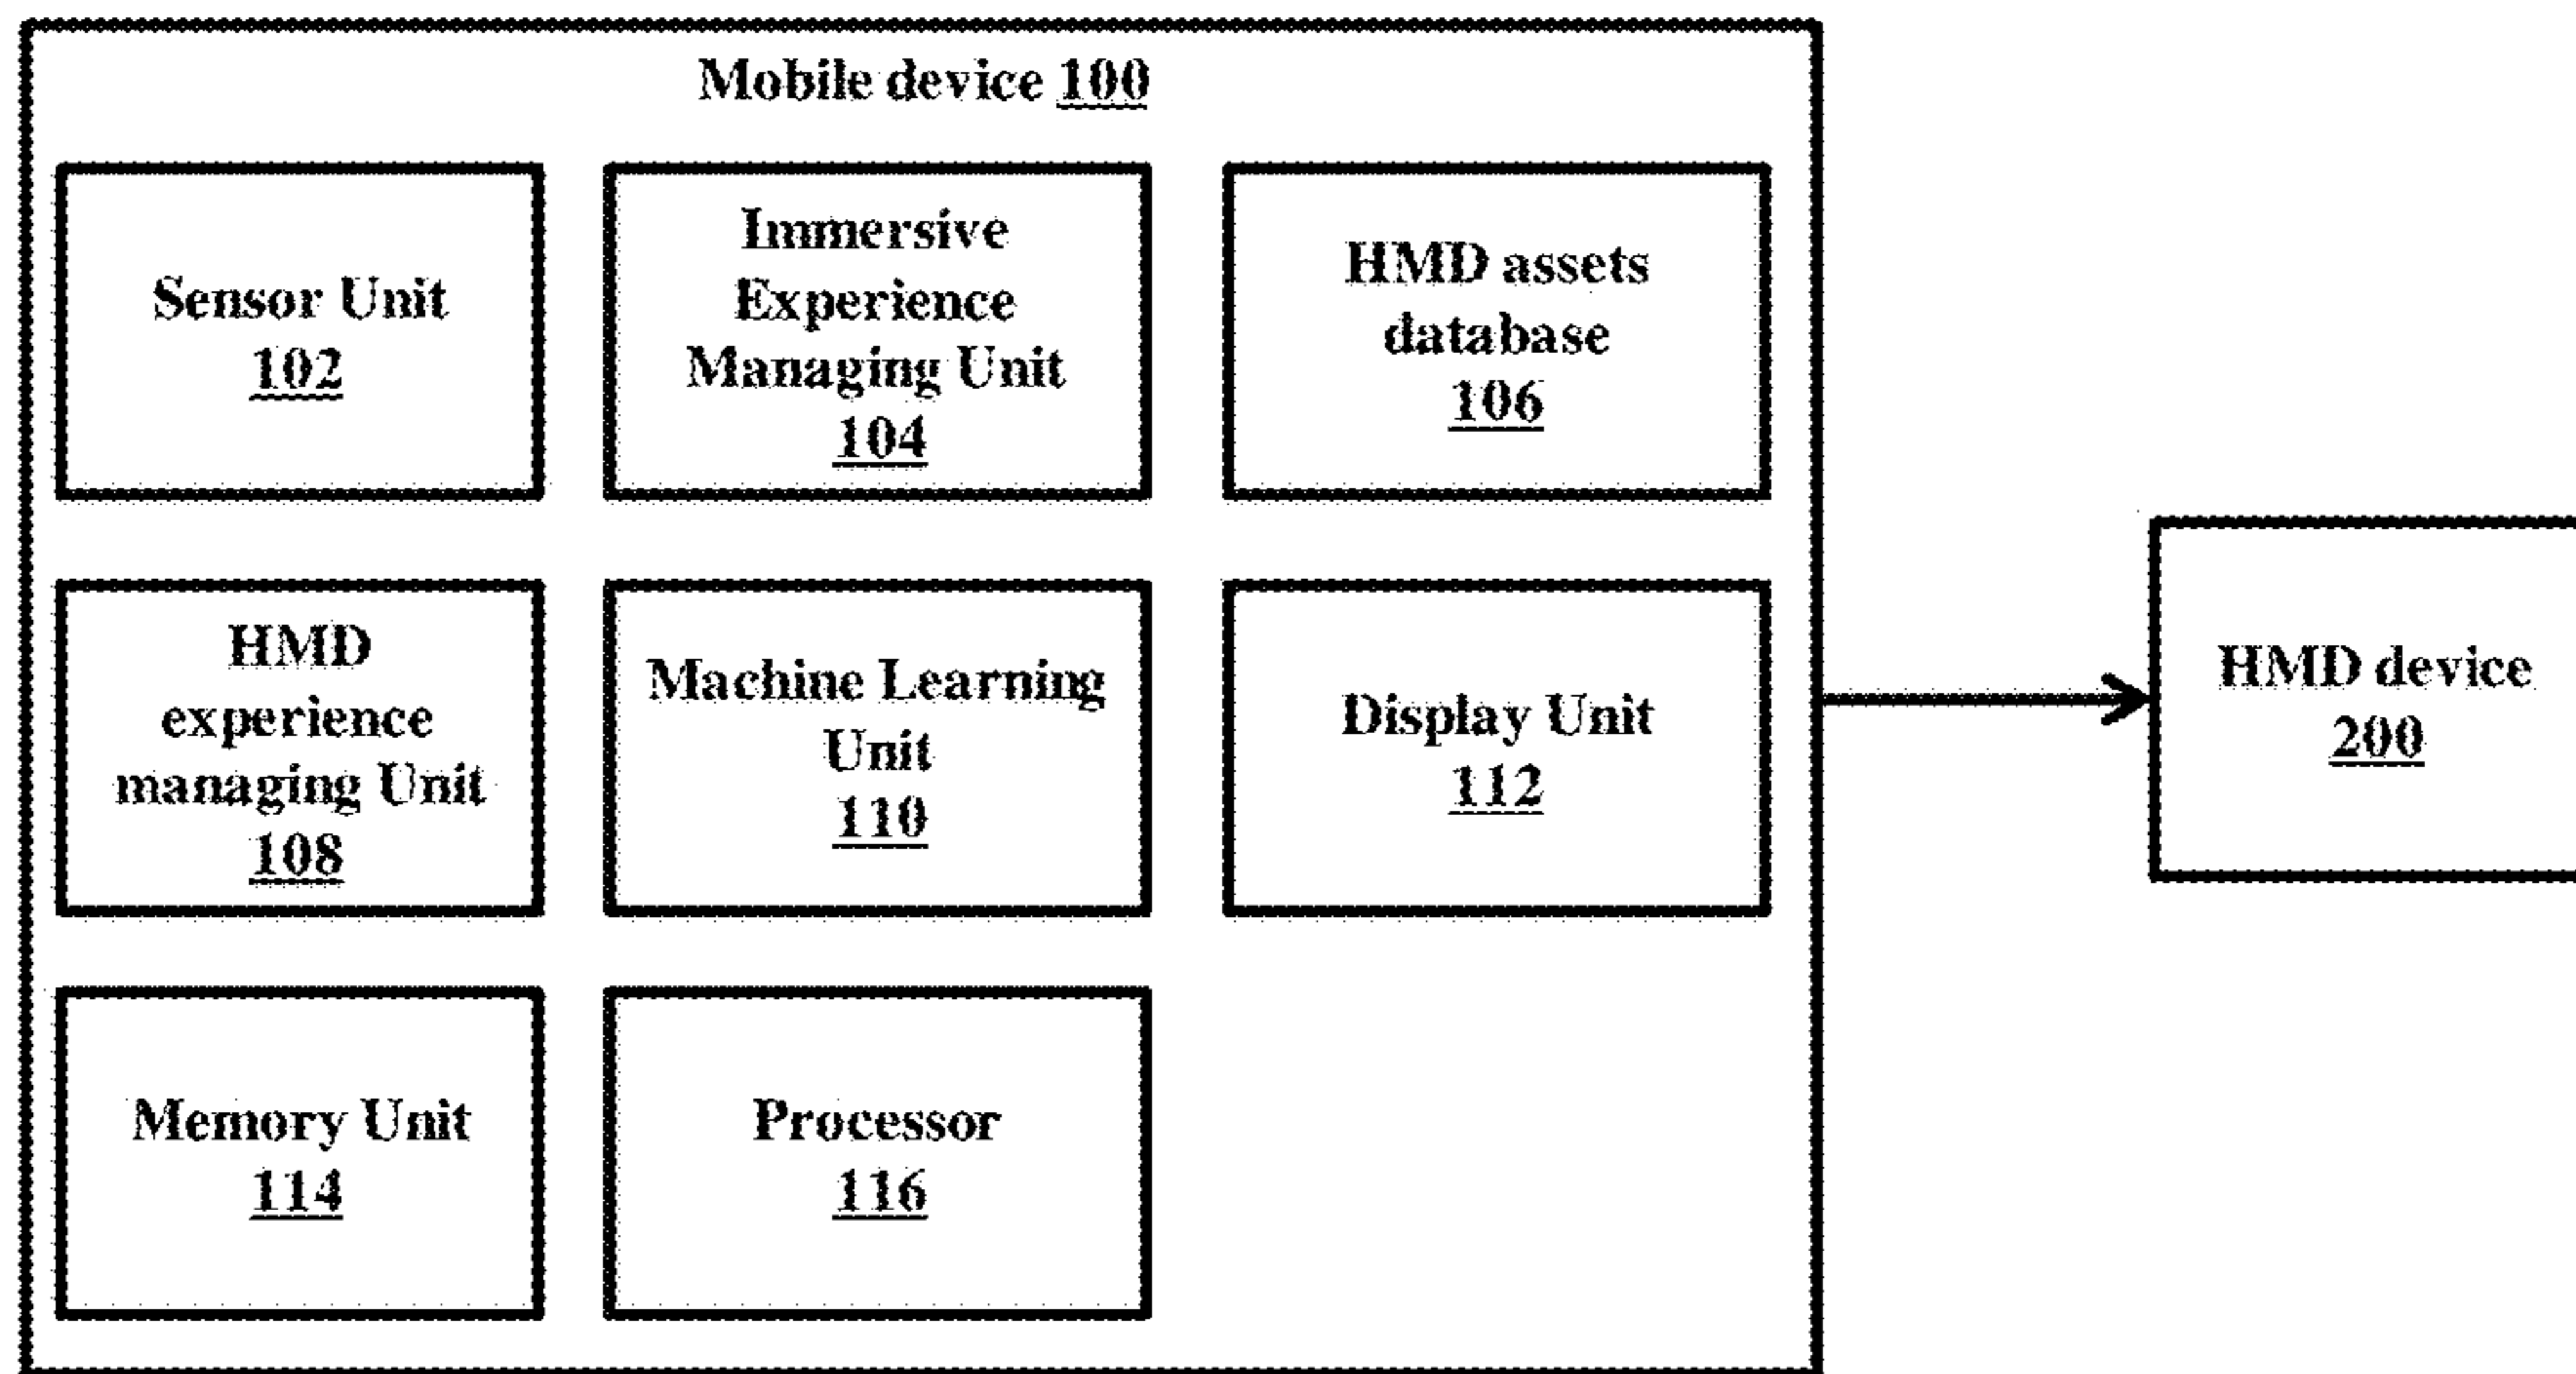 Mobile device 100
Sensor Unit
102
Immersive
Experience
Managing Unit
104
HMD assets
database
106
HMD
experience
managing Unit
108
Machine Learning
Unit
110
Display Unit
112
HMD device
200
Memory Unit
114
Processor
116